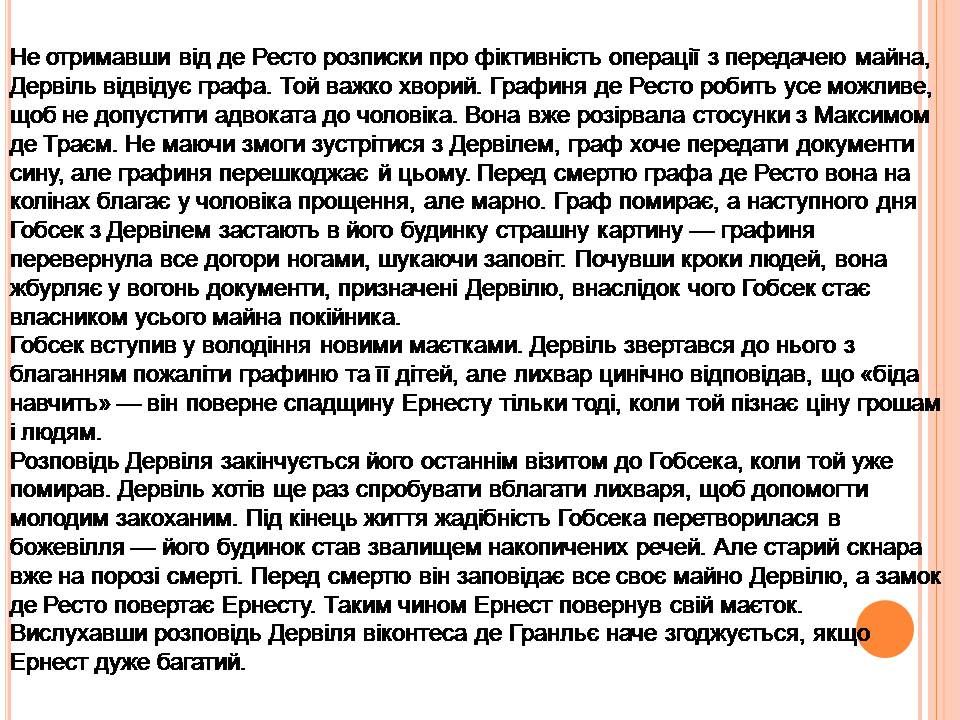 Не отримавши від де Ресто розписки про фіктивність операції з передачею майна,
Дервіль відвідує графа. Той важко хворий. Графиня де Ресто робить усе можливе,
щоб не допустити адвоката до чоловіка. Вона вже розірвала стосунки з Максимом
де Траєм. Не маючи змоги зустрітися з Дервілем, граф хоче передати документи
сину, але графиня перешкоджає й цьому. Перед смертю графа де Ресто вона на
колінах благає у чоловіка прощення, але марно. Граф помирає, а наступного дня
Гобсек з Дервілем застають в його будинку страшну картину — графиня
перевернула все догори ногами, шукаючи заповіт. Почувши кроки людей, вона
жбурляє у вогонь документи, призначені Дервілю, внаслідок чого Гобсек стає
власником усього майна покійника.
Гобсек вступив у володіння новими маєтками. Дервіль звертався до нього з
благанням пожаліти графиню та її дітей, але лихвар цинічно відповідав, що «біда
навчить» — він поверне спадщину Ернесту тільки тоді, коли той пізнає ціну грошам
і людям.
Розповідь Дервіля закінчується його останнім візитом до Гобсека, коли той уже
помирав. Дервіль хотів ще раз спробувати вблагати лихваря, щоб допомогти
молодим закоханим. Під кінець життя жадібність Гобсека перетворилася в
божевілля — його будинок став звалищем накопичених речей. Але старий скнара
вже на порозі смерті. Перед смертю він заповідає все своє майно Дервілю, а замок
де Ресто повертає Ернесту. Таким чином Ернест повернув свій маєток.
Вислухавши розповідь Дервіля віконтеса де Гранльє наче згоджується, якщо
Ернест дуже багатий.